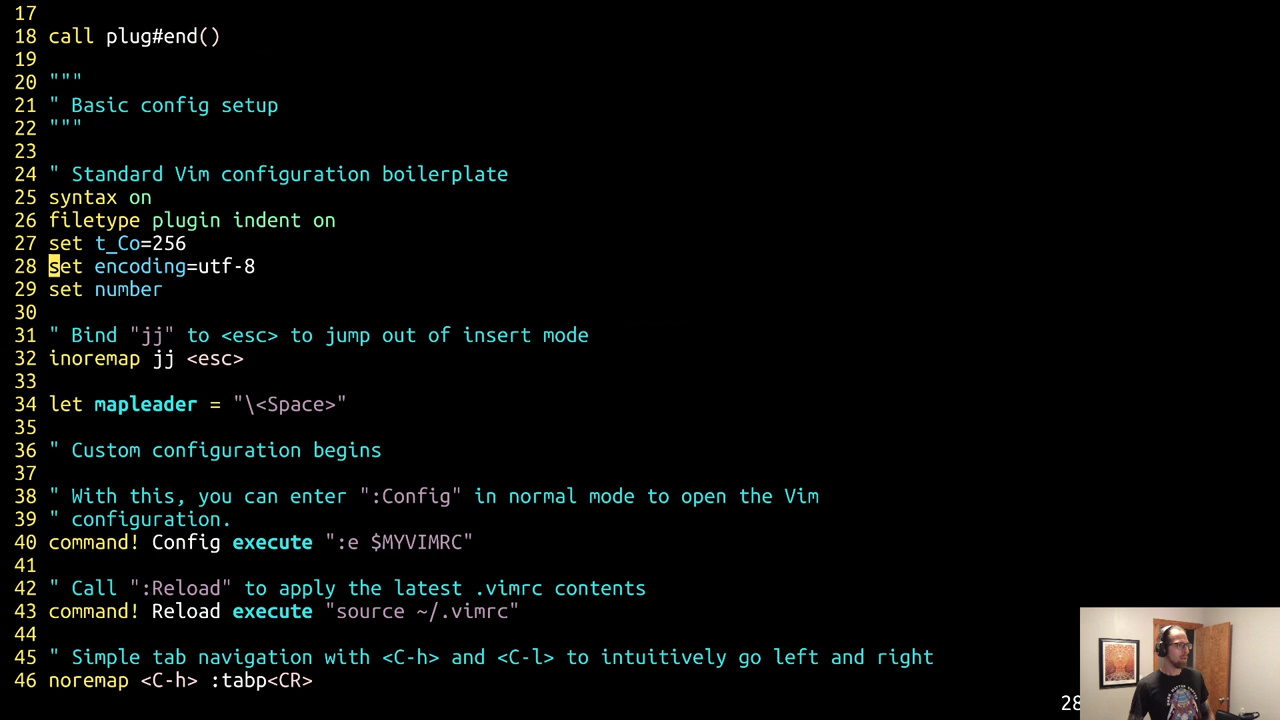 17
18 call plug#end()
19
20 """
21 " Basic config setup
22 """
23
24 " Standard Vim configuration boilerplate
25 syntax on
26 filetype plugin indent on
27 set t_Co=256
28 set encoding=utf-8
29 set number
30
31 " Bind "jj" to <esc> to jump out of insert mode
32 inoremap jj <esc>
33
34 let mapleader = "\<Space>"
35
36 " Custom configuration begins
37
38 " With this, you can enter ":Config" in normal mode to open the Vim
39 " configuration.
40 command! Config execute ":e $MYVIMRC"
41
42 " Call ":Reload" to apply the latest .vimrc contents
43 command! Reload execute "source ~/.vimrc"
44
45 " Simple tab navigation with <C-h> and <C-l> to intuitively go left and right
46 noremap <C-h> :tabp<CR>
28